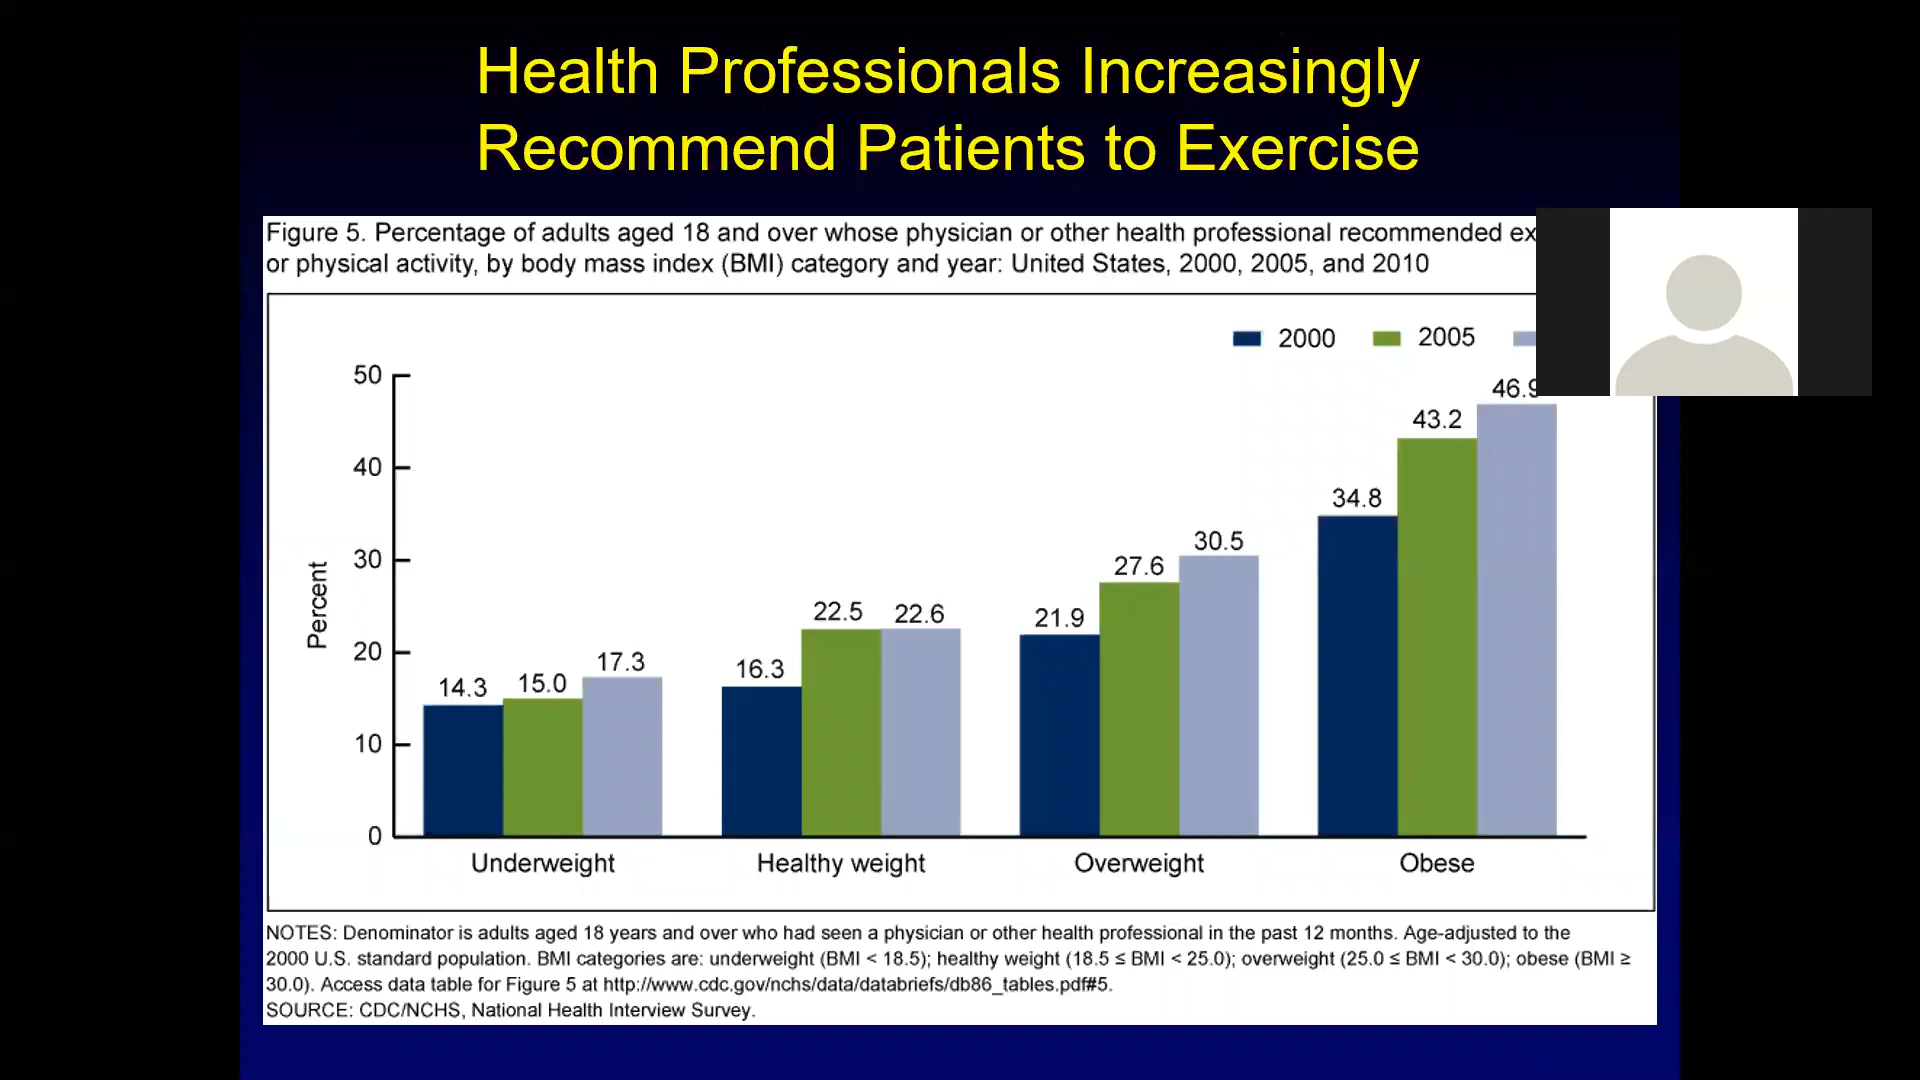 Health Professionals Increasingly
Recommend Patients to Exercise
Figure 5. Percentage of adults aged 18 and over whose physician or other health professional recommended
or physical activity, by body mass index (BMI) category and year: United States, 2000, 2005, and 2010
2000 2005
50
40
30
20
10
0
Percent
14.3 15.0 17.3
16.3 22.5 22.6
21.9 27.6 30.5
34.8 43.2 46.9
Underweight Healthy weight Overweight Obese
NOTES: Denominator is adults aged 18 years and over who had seen a physician or other health professional in the past 12 months. Age-adjusted to the
2000 U.S. standard population. BMI categories are: underweight (BMI < 18.5); healthy weight (18.5 ≤ BMI < 25.0); overweight (25.0 ≤ BMI < 30.0); obese (BMI ≥
30.0). Access data table for Figure 5 at http://www.cdc.gov/nchs/data/databriefs/db86_tables.pdf#5.
SOURCE: CDC/NCHS, National Health Interview Survey.